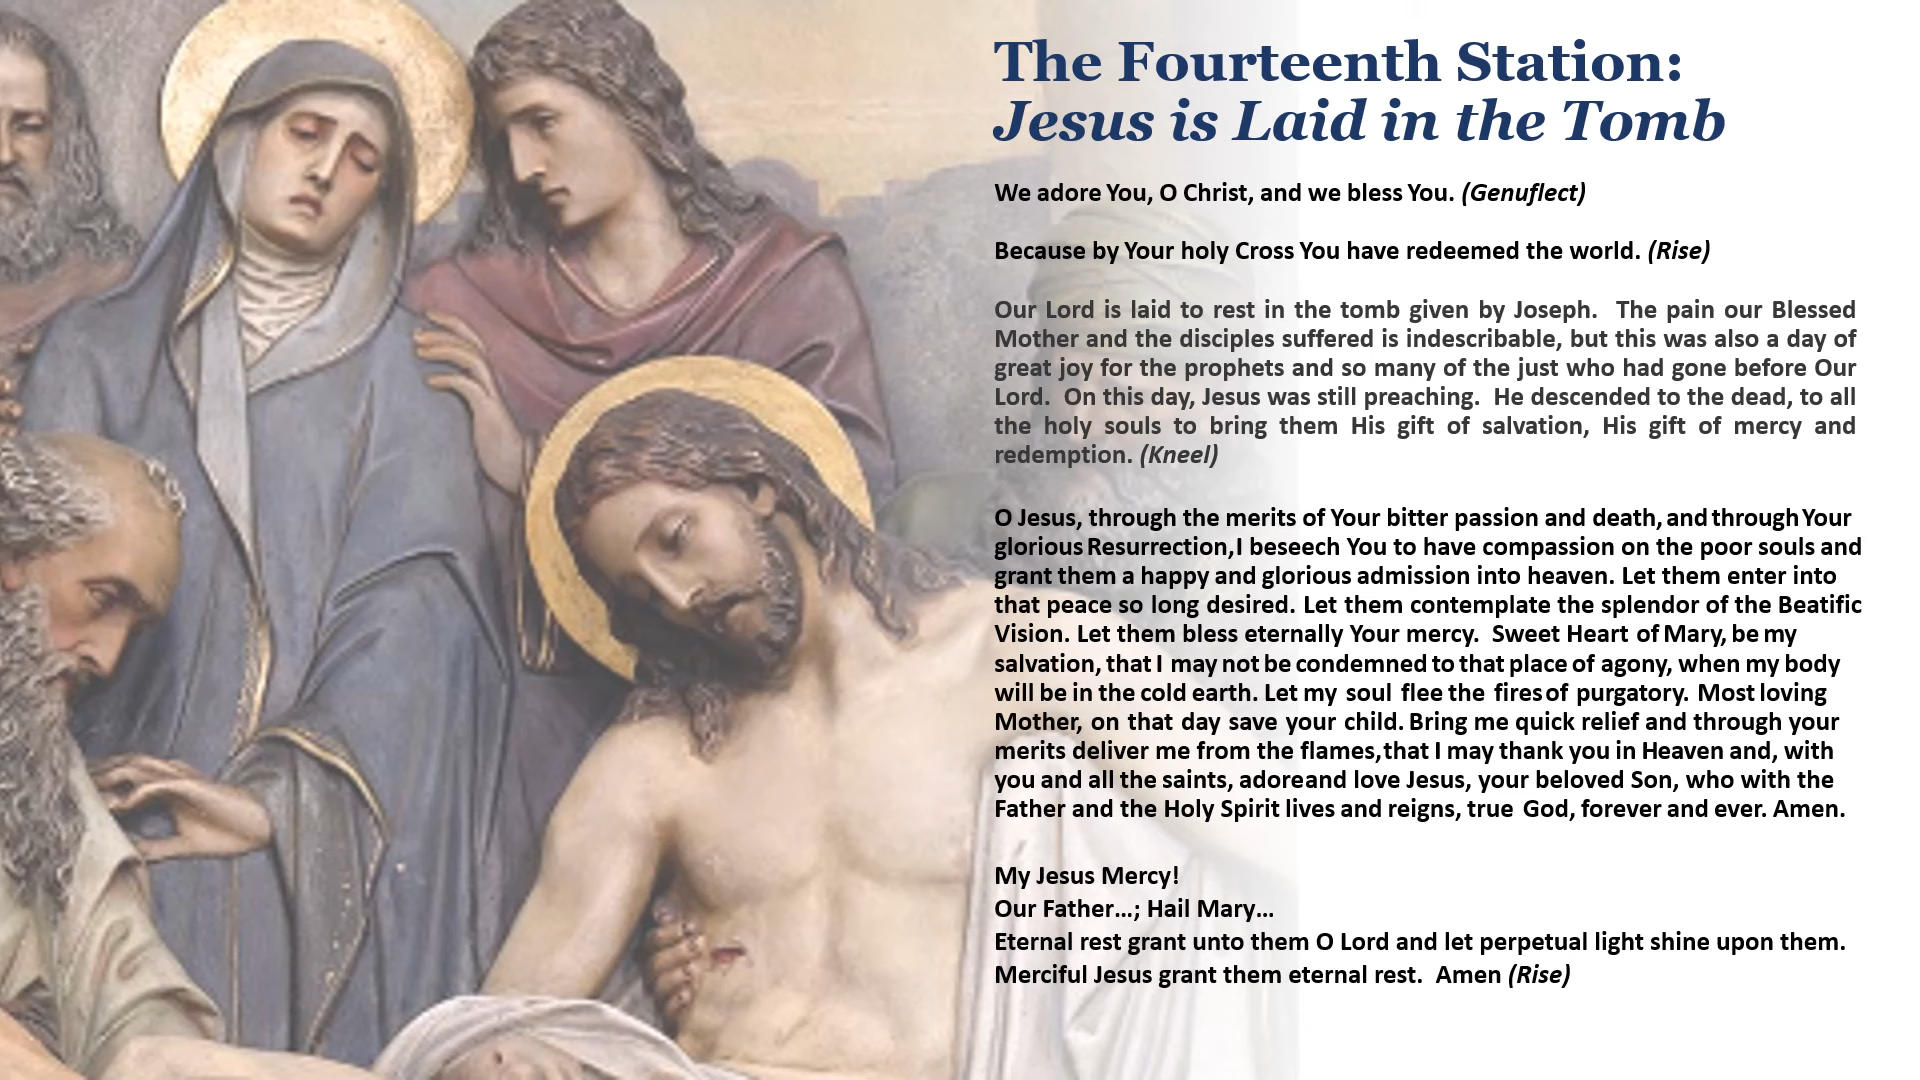 The Fourteenth Station:
Jesus is Laid in the Tomb
We adore You, O Christ, and we bless You. (Genuflect)
Because by Your holy Cross You have redeemed the world. (Rise)
Our Lord is laid to rest in the tomb given by Joseph.  The pain our Blessed
Mother and the disciples suffered is indescribable, but this was also a day of
great joy for the prophets and so many of the just who had gone before Our
Lord.  On this day, Jesus was still preaching.  He descended to the dead, to all
the holy souls to bring them His gift of salvation, His gift of mercy and
redemption. (Kneel)
O Jesus, through the merits of Your bitter passion and death, and through Your
glorious Resurrection,I beseech You to have compassion on the poor souls and
grant them a happy and glorious admission into heaven. Let them enter into
that peace so long desired. Let them contemplate the splendor of the Beatific
Vision. Let them bless eternally Your mercy.  Sweet Heart of Mary, be my
salvation, that I may not be condemned to that place of agony, when my body
will be in the cold earth. Let my soul flee the fires of purgatory. Most loving
Mother, on that day save your child. Bring me quick relief and through your
merits deliver me from the flames,that I may thank you in Heaven and, with
you and all the saints, adoreand love Jesus, your beloved Son, who with the
Father and the Holy Spirit lives and reigns, true God, forever and ever. Amen.
My Jesus Mercy!
Our Father…; Hail Mary…
Eternal rest grant unto them O Lord and let perpetual light shine upon them.
Merciful Jesus grant them eternal rest.  Amen (Rise)